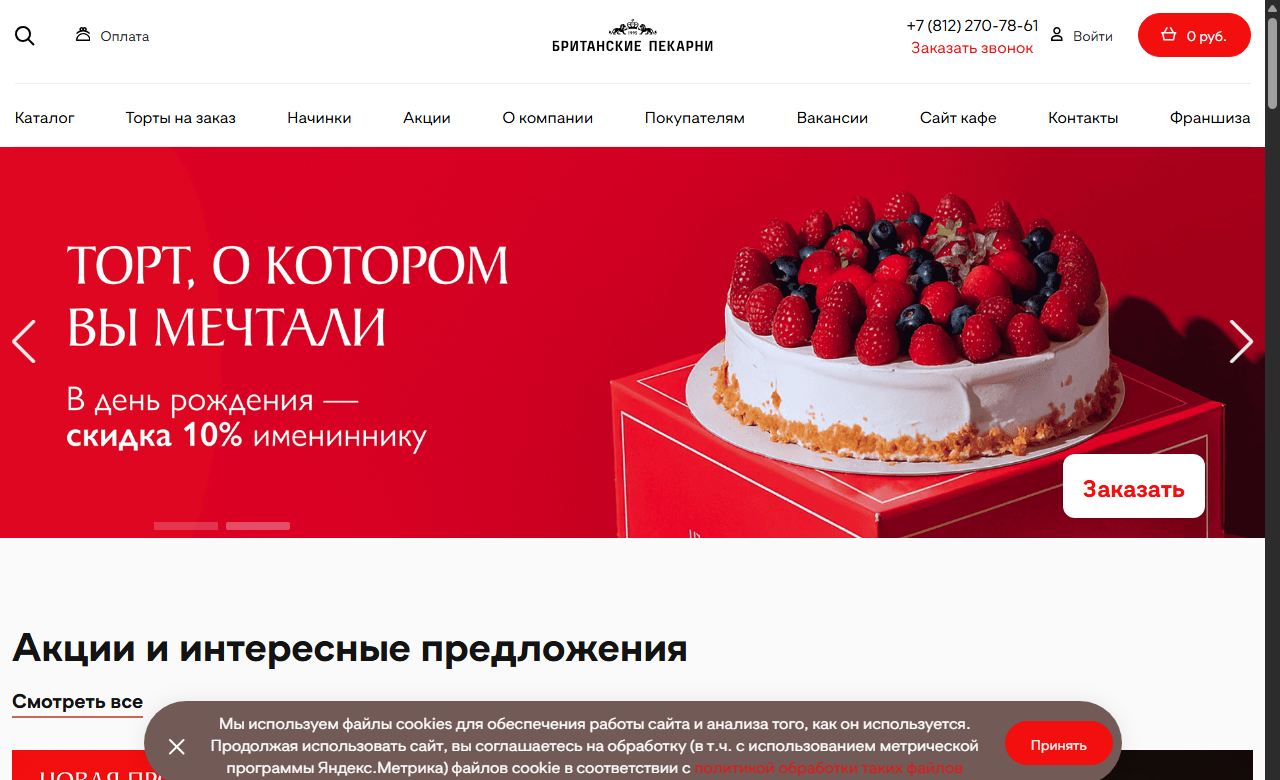 Оплата
1995
БРИТАНСКИЕ ПЕКАРНИ
+7 (812) 270-78-61
Заказать звонок
Войти
0 руб.
Каталог
Торты на заказ
Начинки
Акции
О компании
Покупателям
Вакансии
Сайт кафе
Контакты
Франшиза
ТОРТ, О КОТОРОМ
ВЫ МЕЧТАЛИ
В день рождения —
скидка 10% имениннику
Заказать
Акции и интересные предложения
Смотреть все
Мы используем файлы cookies для обеспечения работы сайта и анализа того, как он используется.
Продолжая использовать сайт, вы соглашаетесь на обработку (в т.ч. с использованием метрической
программы Яндекс.Метрика) файлов cookie в соответствии с политикой обработки таких файлов
Принять
НОВАЯ